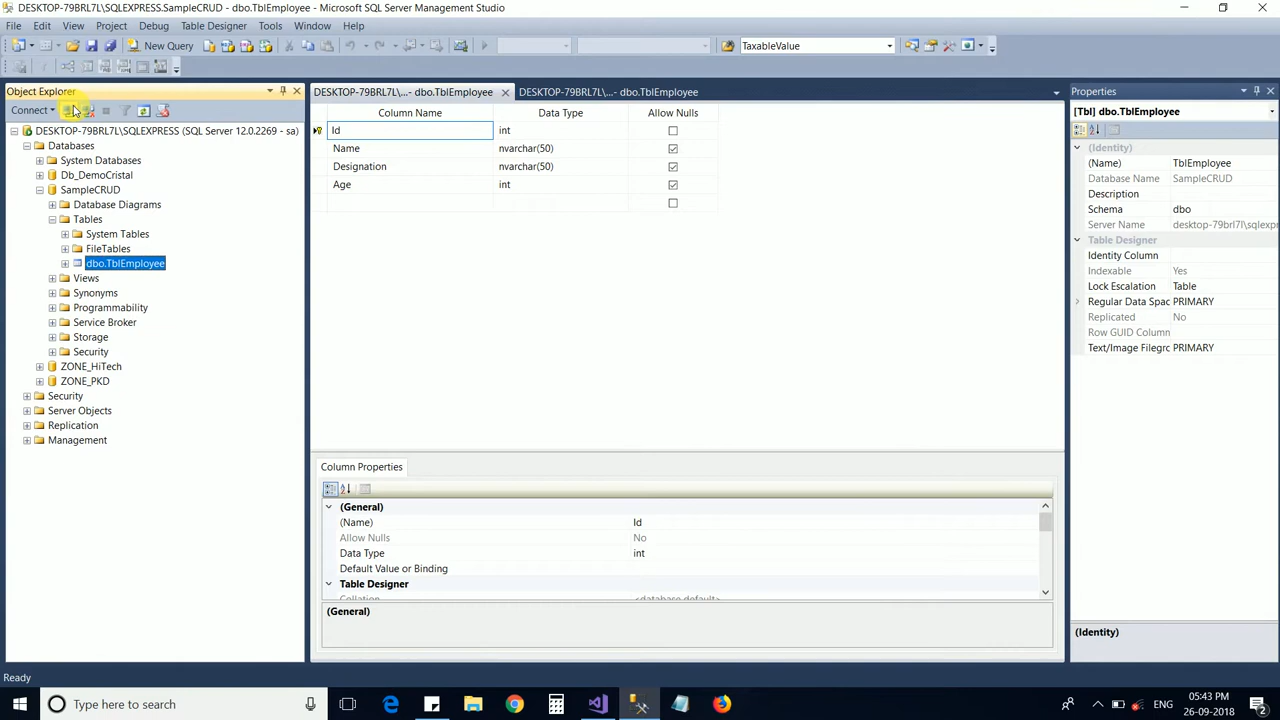 DESKTOP-79BRL7L\SQLEXPRESS.SampleCRUD - dbo.TblEmployee - Microsoft SQL Server Management Studio
File Edit View Project Debug Table Designer Tools Window Help
New Query
TaxableValue
Object Explorer
Connect
DESKTOP-79BRL7L\SQLEXPRESS (SQL Server 12.0.2269 - sa)
Databases
System Databases
Db_DemoCristal
SampleCRUD
Database Diagrams
Tables
System Tables
FileTables
dbo.TblEmployee
Views
Synonyms
Programmability
Service Broker
Storage
Security
ZONE_HiTech
ZONE_PKD
Security
Server Objects
Replication
Management
DESKTOP-79BRL7L\...- dbo.TblEmployee DESKTOP-79BRL7L\...- dbo.TblEmployee
Column Name Data Type Allow Nulls
Id int
Name nvarchar(50)
Designation nvarchar(50)
Age int
Column Properties
(General)
(Name) Id
Allow Nulls No
Data Type int
Default Value or Binding
Table Designer
Collation <database default>
(General)
Properties
[Tbl] dbo.TblEmployee
(Identity)
(Name) TblEmployee
Database Name SampleCRUD
Description
Schema dbo
Server Name desktop-79brl7l\sqlexpres
Table Designer
Identity Column
Indexable Yes
Lock Escalation Table
Regular Data Spac PRIMARY
Replicated No
Row GUID Column
Text/Image Filegrc PRIMARY
(Identity)
Ready
Type here to search
ENG
05:43 PM
26-09-2018
2